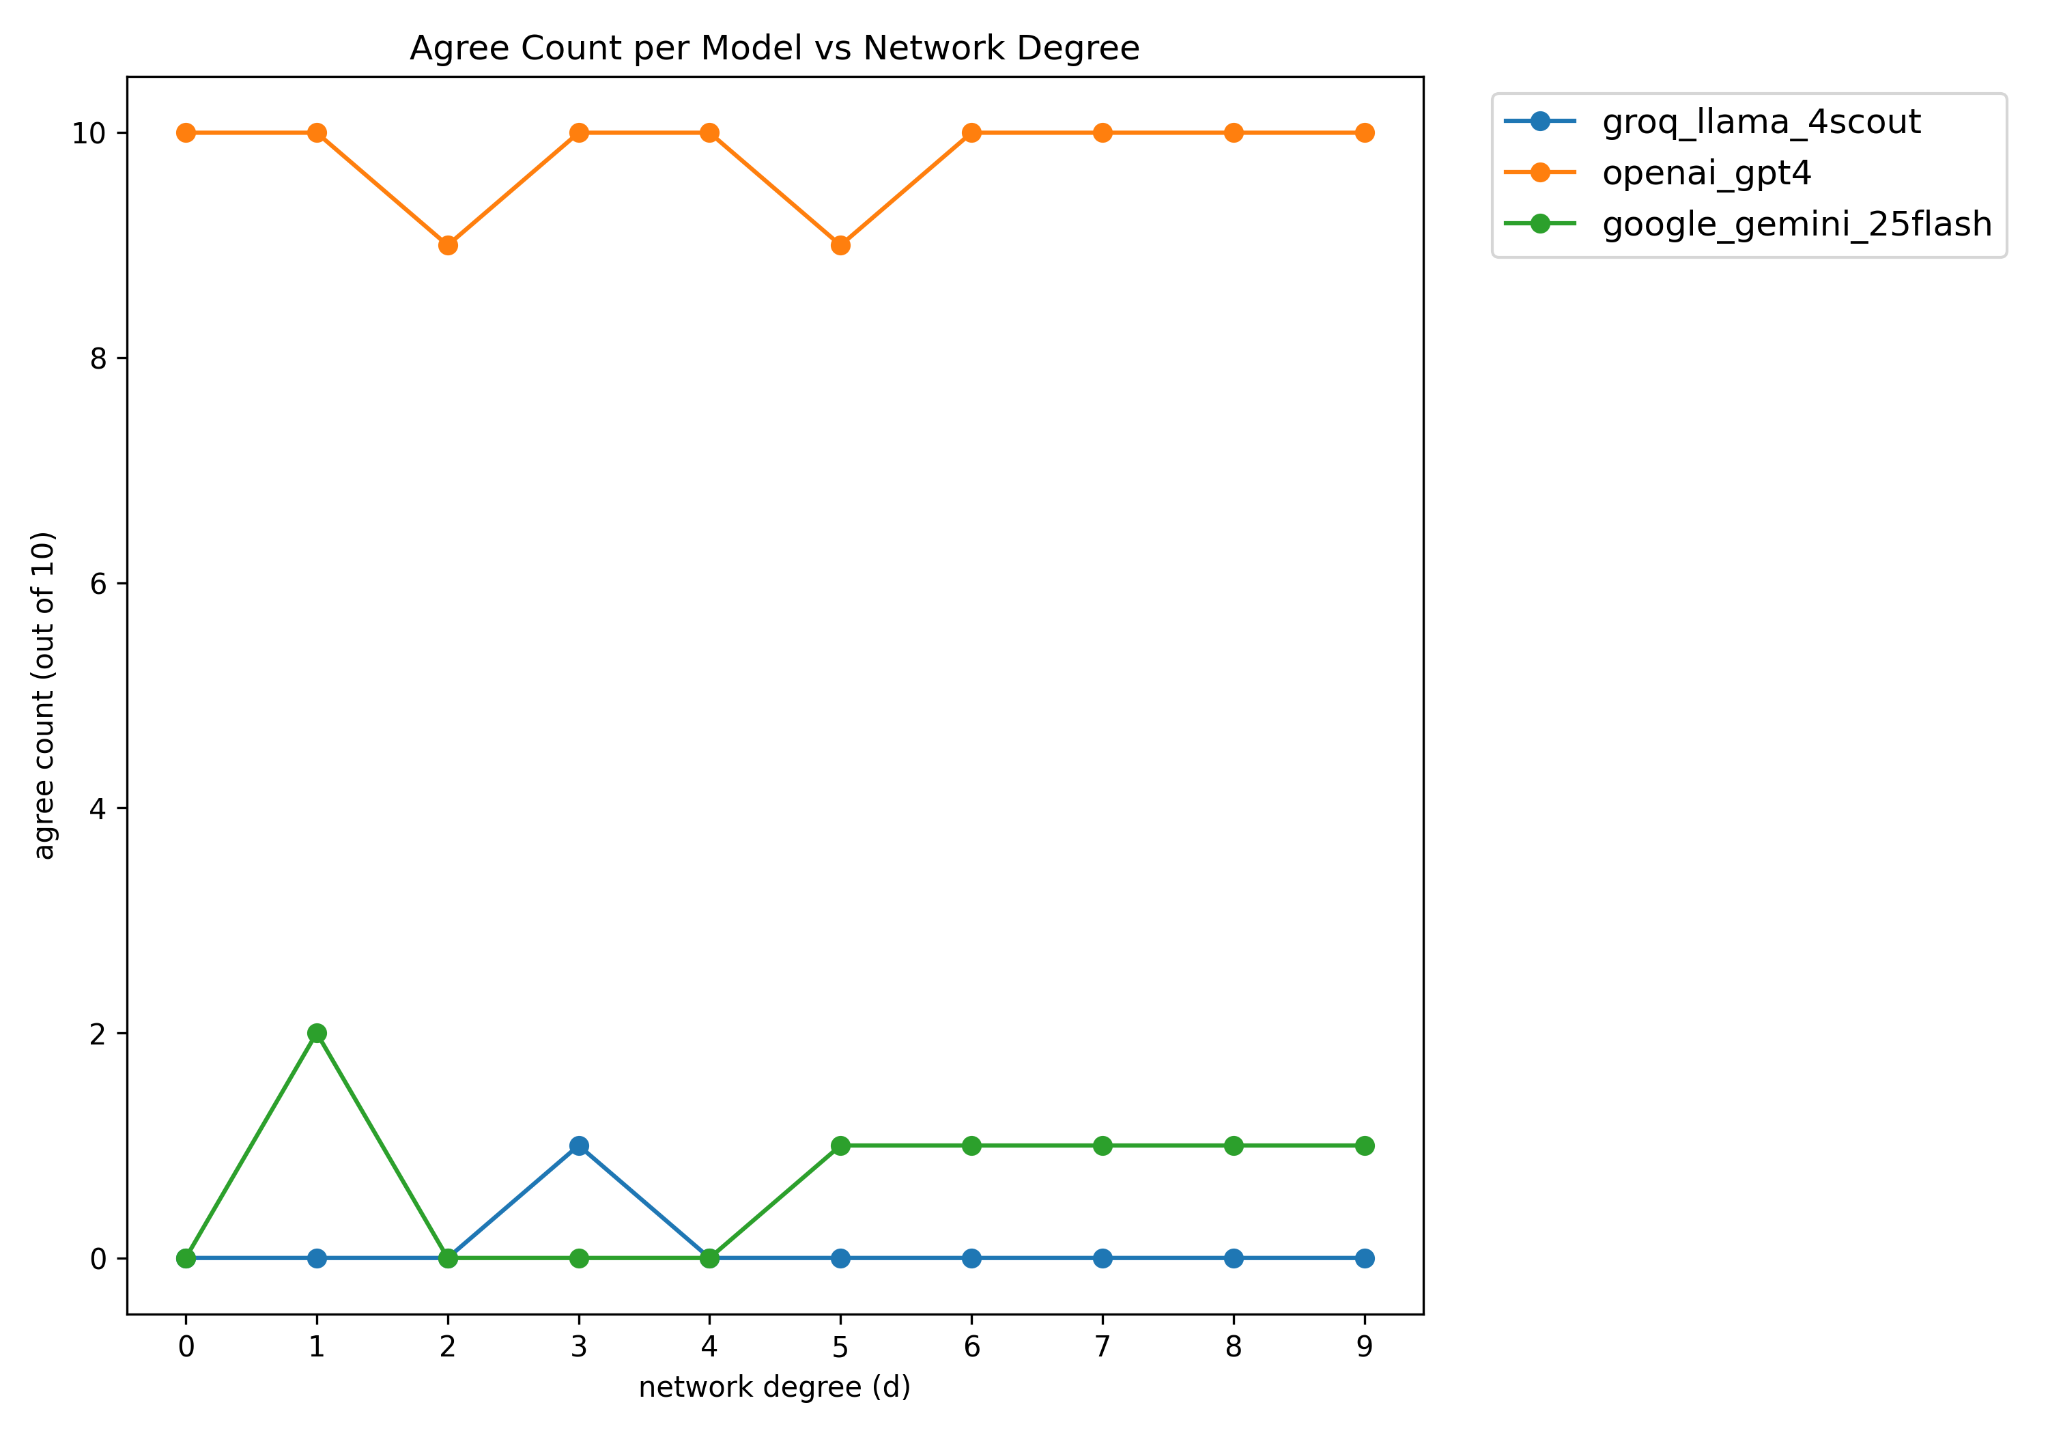 Agree Count per Model vs Network Degree
groq_llama_4scout
openai_gpt4
google_gemini_25flash
agree count (out of 10)
10
8
6
4
2
0
0 1 2 3 4 5 6 7 8 9
network degree (d)